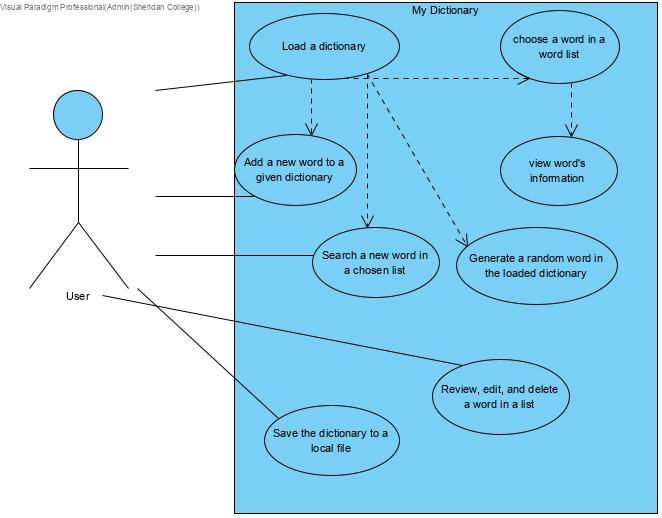 Visual Paradigm Professional(Admin(Sheridan College))
My Dictionary
Load a dictionary
choose a word in a
word list
Add a new word to a
given dictionary
view word's
information
Search a new word in
a chosen list
Generate a random word in
the loaded dictionary
User
Review, edit, and delete
a word in a list
Save the dictionary to a
local file